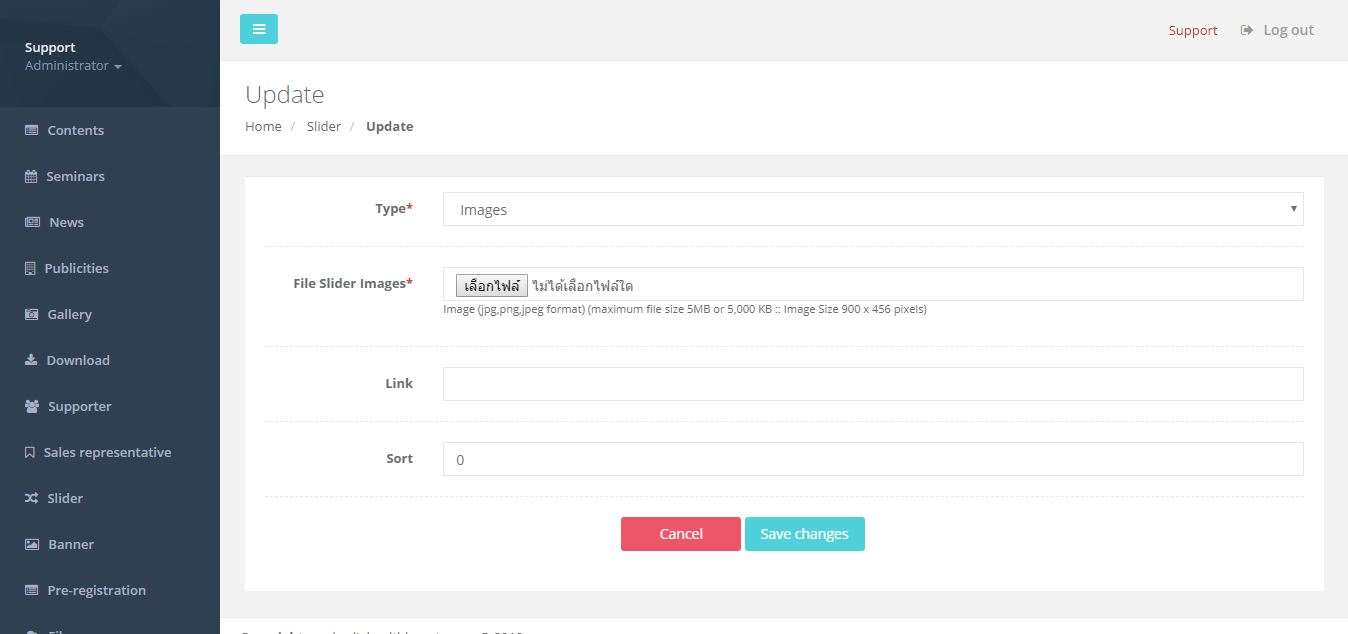 Support
Administrator
Contents
Seminars
News
Publicities
Gallery
Download
Supporter
Sales representative
Slider
Banner
Pre-registration
Support Log out
Update
Home / Slider / Update
Type* Images
File Slider Images* เลือกไฟล์ ไม่ได้เลือกไฟล์ใด
Image (jpg,png,jpeg format) (maximum file size 5MB or 5,000 KB :: Image Size 900 x 456 pixels)
Link
Sort 0
Cancel Save changes